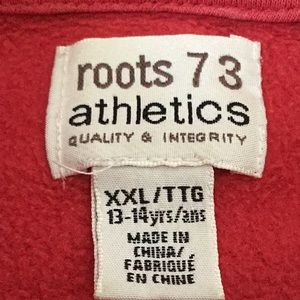 roots 73
athletics
QUALITY & INTEGRITY
XXL/TTG
13-14yrs/ans
MADE IN
CHINA/
FABRIQUÉ
EN CHINE